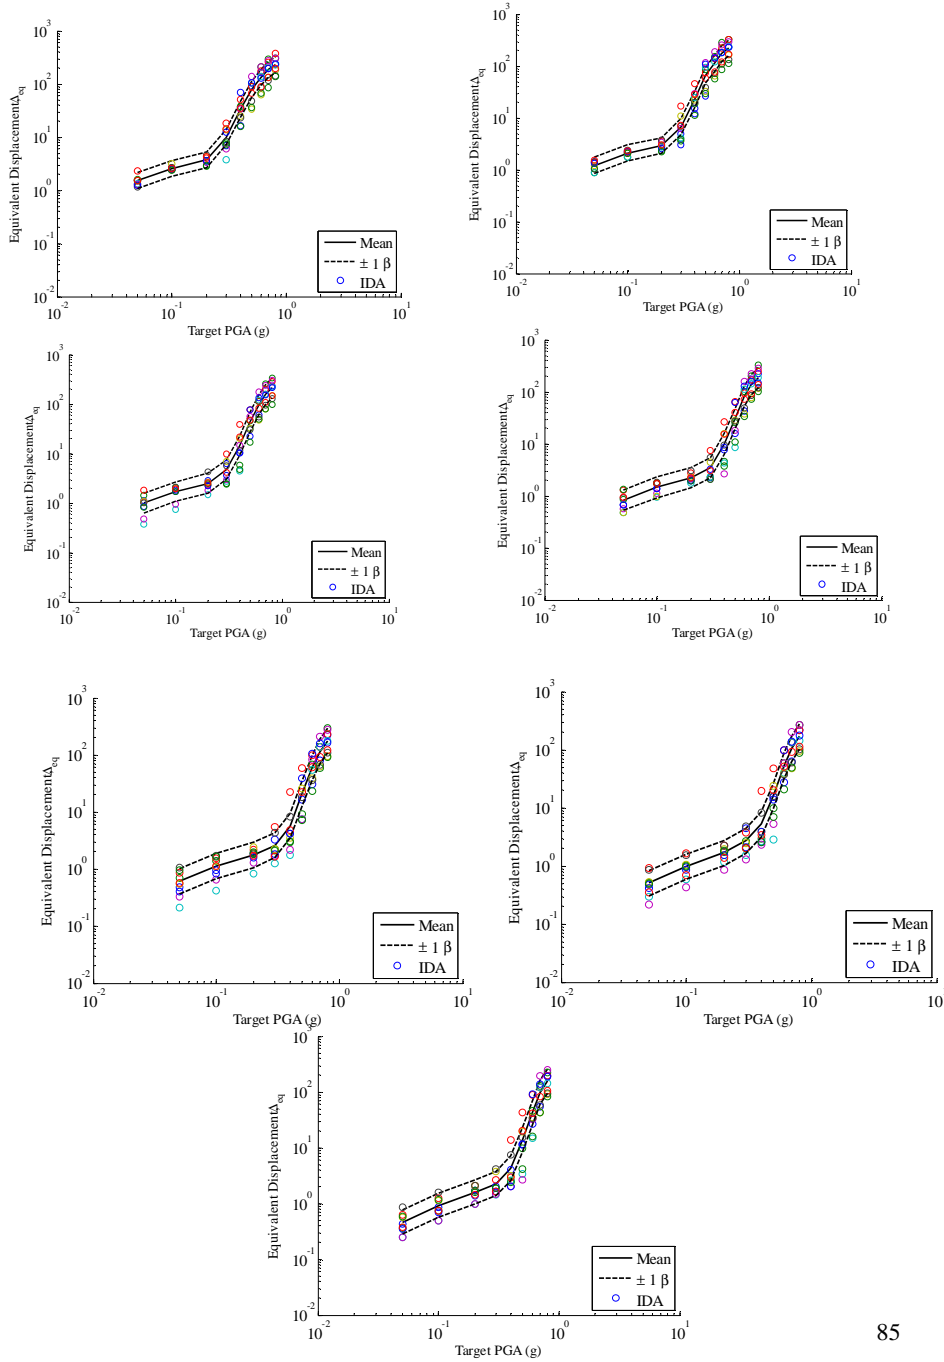 10^3
10^2
10^1
10^0
10^-1
10^-2
10^-2
10^-1
10^0
10^1
Equivalent DisplacementΔeq
Target PGA (g)
Mean
± 1 β
IDA
10^3
10^2
10^1
10^0
10^-1
10^-2
10^-2
10^-1
10^0
10^1
Equivalent DisplacementΔeq
Target PGA (g)
Mean
± 1 β
IDA
10^3
10^2
10^1
10^0
10^-1
10^-2
10^-2
10^-1
10^0
10^1
Equivalent DisplacementΔeq
Target PGA (g)
Mean
± 1 β
IDA
10^3
10^2
10^1
10^0
10^-1
10^-2
10^-2
10^-1
10^0
10^1
Equivalent DisplacementΔeq
Target PGA (g)
Mean
± 1 β
IDA
10^3
10^2
10^1
10^0
10^-1
10^-2
10^-2
10^-1
10^0
10^1
Equivalent DisplacementΔeq
Target PGA (g)
Mean
± 1 β
IDA
10^3
10^2
10^1
10^0
10^-1
10^-2
10^-2
10^-1
10^0
10^1
Equivalent DisplacementΔeq
Target PGA (g)
Mean
± 1 β
IDA
10^3
10^2
10^1
10^0
10^-1
10^-2
10^-2
10^-1
10^0
10^1
Equivalent DisplacementΔeq
Target PGA (g)
Mean
± 1 β
IDA
85